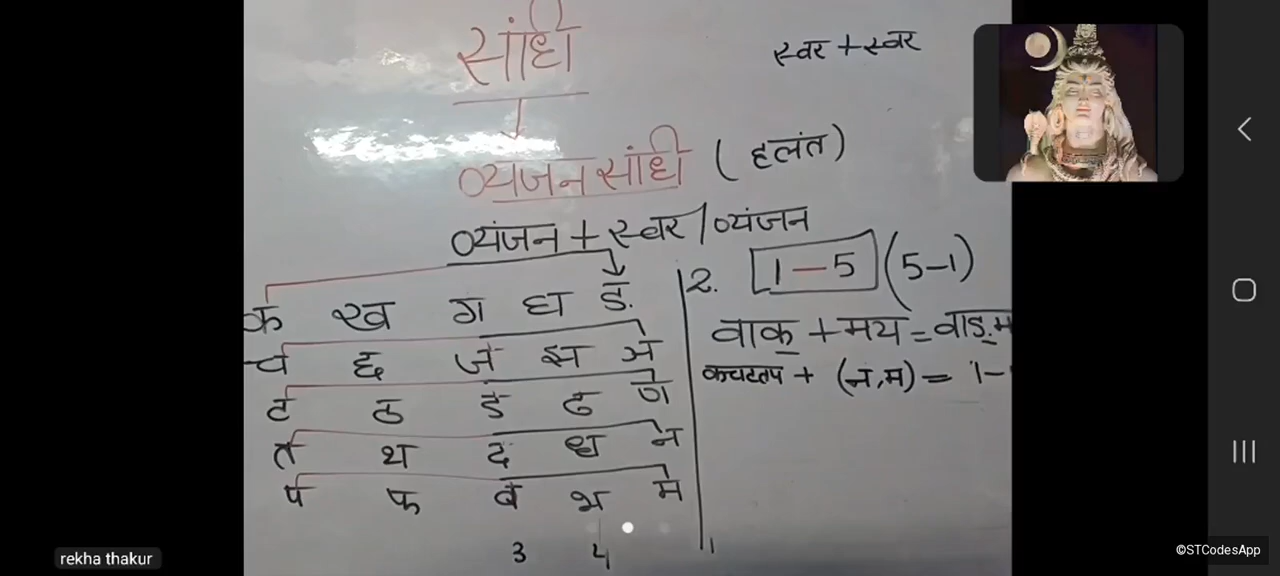 सांधी
स्वर + स्वर
व्यजन सांधी (हलंत)
व्यंजन + स्वर / व्यंजन
क ख ग घ ङ
च छ ज झ ञ
ट ठ ड ढ ण
त थ द ध न
प फ ब भ म
3 4
2. 1 - 5 (5-1)
वाक् + मय = वाङ्म
कचटतप + (न,म) = 1-
rekha thakur
©STCodesApp